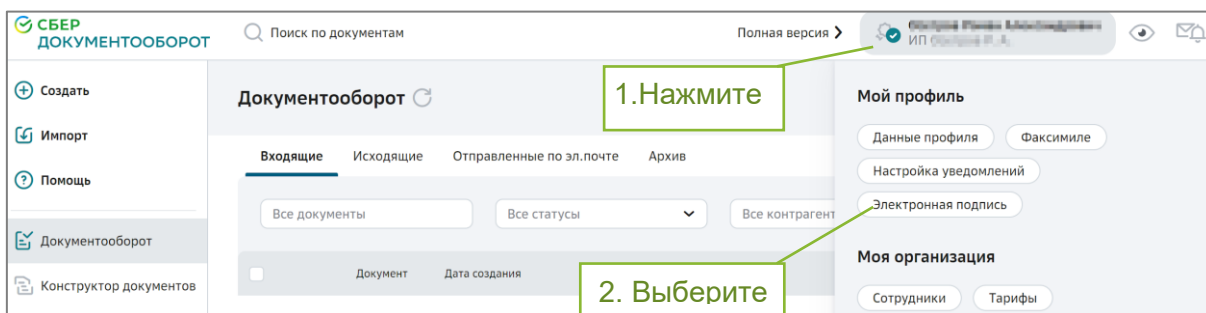 СБЕР
ДОКУМЕНТООБОРОТ
Поиск по документам
Полная версия
ИП
Создать
Импорт
Помощь
Документооборот
Конструктор документов
Документооборот
1.Нажмите
Входящие Исходящие Отправленные по эл.почте Архив
Все документы Все статусы Все контрагент
Документ Дата создания
2. Выберите
Мой профиль
Данные профиля Факсимиле
Настройка уведомлений
Электронная подпись
Моя организация
Сотрудники Тарифы